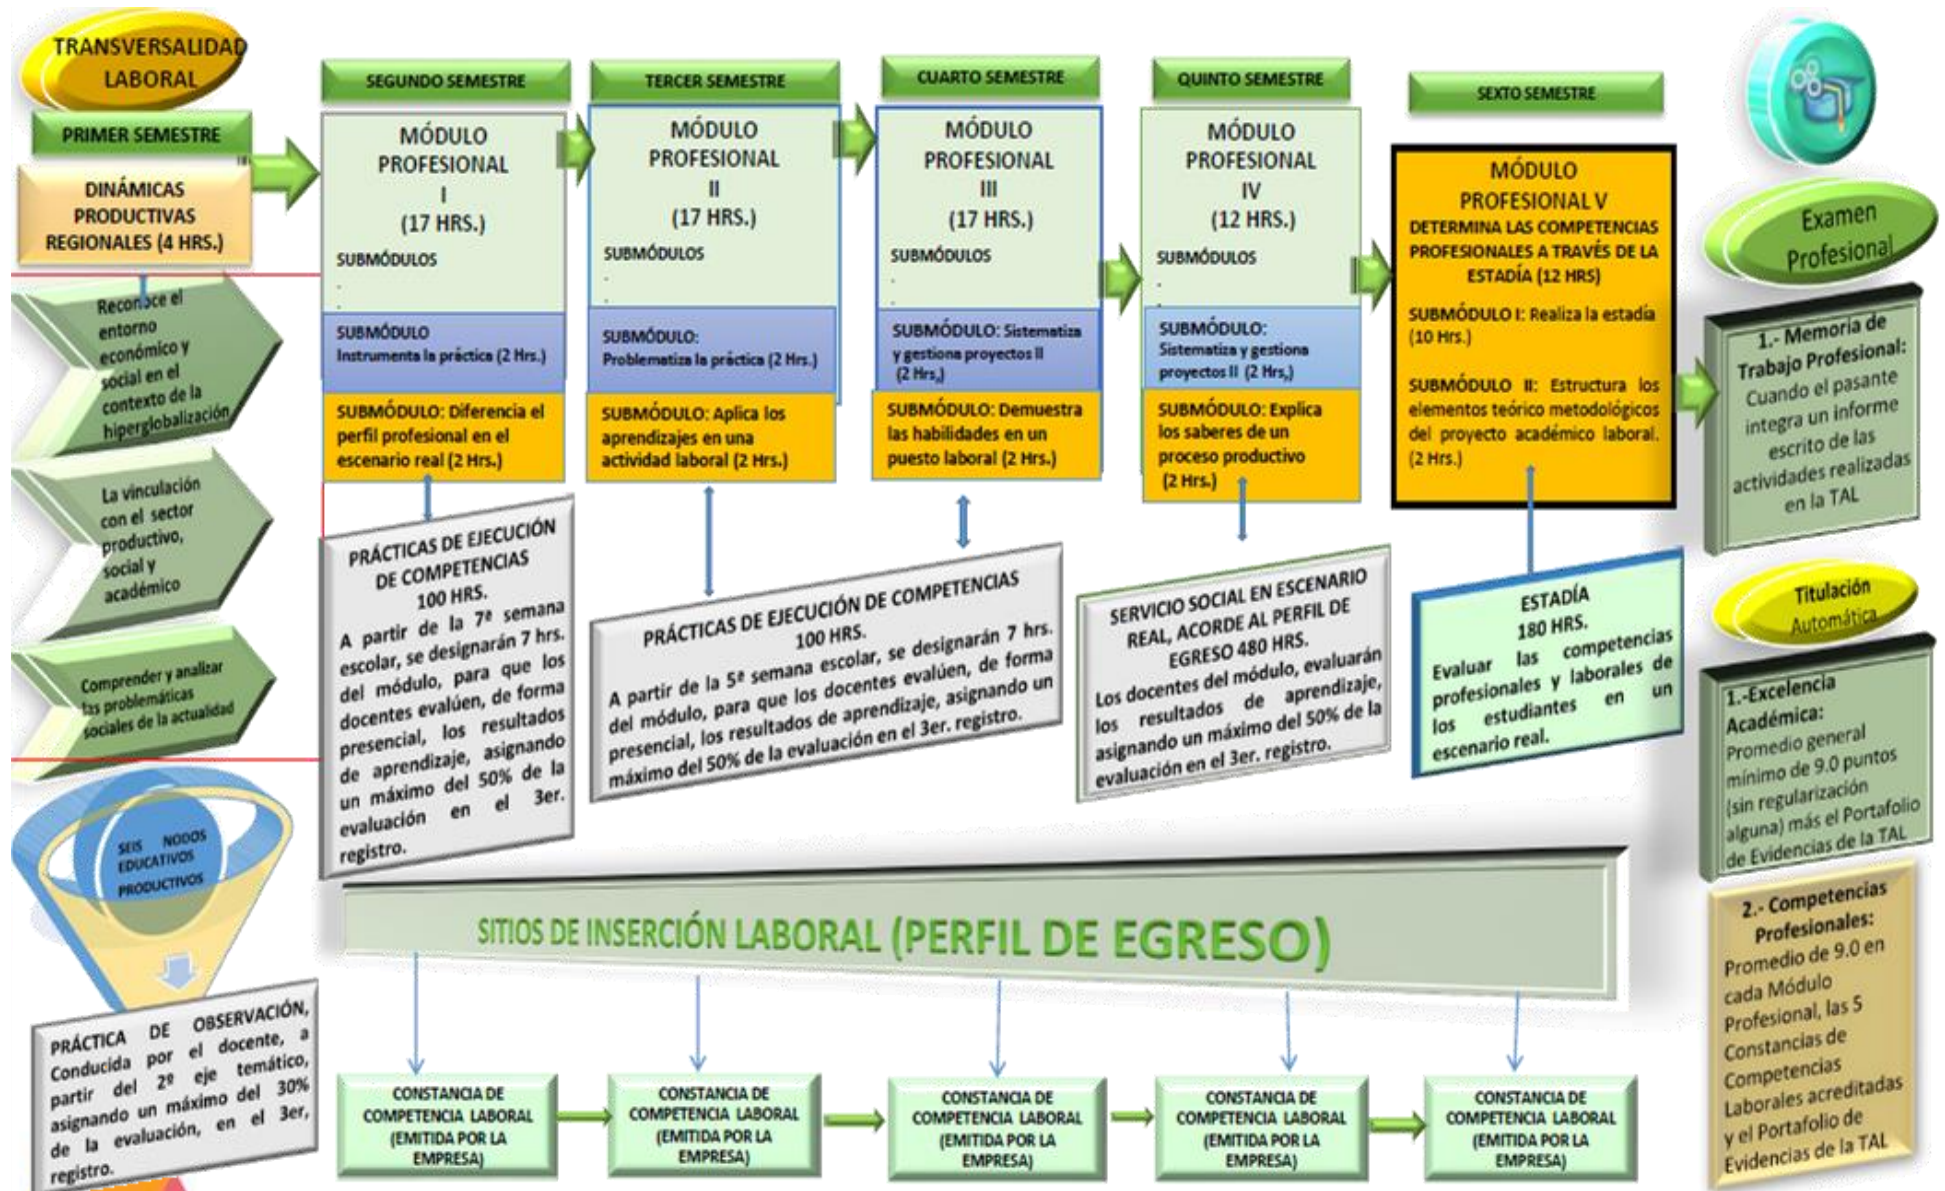 TRANSVERSALIDAD
LABORAL
PRIMER SEMESTRE
DINÁMICAS
PRODUCTIVAS
REGIONALES (4 HRS.)
Reconoce el
entorno
económico y
social en el
contexto de la
hiperglobalización
La vinculación
con el sector
productivo,
social y
académico
Comprender y analizar
las problemáticas
sociales de la actualidad
SEIS NODOS
EDUCATIVOS
PRODUCTIVOS
PRÁCTICA DE OBSERVACIÓN,
Conducida por el docente, a
partir del 2º eje temático,
asignando un máximo del 30%
de la evaluación, en el 3er,
registro.
SEGUNDO SEMESTRE
MÓDULO
PROFESIONAL
I
(17 HRS.)
SUBMÓDULOS
.
.
SUBMÓDULO
Instrumenta la práctica (2 Hrs.)
SUBMÓDULO: Diferencia el
perfil profesional en el
escenario real (2 Hrs.)
PRÁCTICAS DE EJECUCIÓN
DE COMPETENCIAS
100 HRS.
A partir de la 7ª semana
escolar, se designarán 7 hrs.
del módulo, para que los
docentes evalúen, de forma
presencial, los resultados
de aprendizaje, asignando
un máximo del 50% de la
evaluación en el 3er.
registro.
TERCER SEMESTRE
MÓDULO
PROFESIONAL
II
(17 HRS.)
SUBMÓDULOS
.
.
SUBMÓDULO:
Problematiza la práctica (2 Hrs.)
SUBMÓDULO: Aplica los
aprendizajes en una
actividad laboral (2 Hrs.)
CUARTO SEMESTRE
MÓDULO
PROFESIONAL
III
(17 HRS.)
SUBMÓDULOS
.
.
SUBMÓDULO: Sistematiza
y gestiona proyectos II
(2 Hrs,)
SUBMÓDULO: Demuestra
las habilidades en un
puesto laboral (2 Hrs.)
PRÁCTICAS DE EJECUCIÓN DE COMPETENCIAS
100 HRS.
A partir de la 5ª semana escolar, se designarán 7 hrs.
del módulo, para que los docentes evalúen, de forma
presencial, los resultados de aprendizaje, asignando un
máximo del 50% de la evaluación en el 3er. registro.
QUINTO SEMESTRE
MÓDULO
PROFESIONAL
IV
(12 HRS.)
SUBMÓDULOS
.
.
SUBMÓDULO:
Sistematiza y gestiona
proyectos II (2 Hrs,)
SUBMÓDULO: Explica
los saberes de un
proceso productivo
(2 Hrs.)
SERVICIO SOCIAL EN ESCENARIO
REAL, ACORDE AL PERFIL DE
EGRESO 480 HRS.
Los docentes del módulo, evaluarán
los resultados de aprendizaje,
asignando un máximo del 50% de la
evaluación en el 3er. registro.
SEXTO SEMESTRE
MÓDULO
PROFESIONAL V
DETERMINA LAS COMPETENCIAS
PROFESIONALES A TRAVÉS DE LA
ESTADÍA (12 HRS)
SUBMÓDULO I: Realiza la estadía
(10 Hrs.)
SUBMÓDULO II: Estructura los
elementos teórico metodológicos
del proyecto académico laboral.
(2 Hrs.)
ESTADÍA
180 HRS.
Evaluar las competencias
profesionales y laborales de
los estudiantes en un
escenario real.
Examen
Profesional
1.- Memoria de
Trabajo Profesional:
Cuando el pasante
integra un informe
escrito de las
actividades realizadas
en la TAL
Titulación
Automática
1.-Excelencia
Académica:
Promedio general
mínimo de 9.0 puntos
(sin regularización
alguna) más el Portafolio
de Evidencias de la TAL
2.- Competencias
Profesionales:
Promedio de 9.0 en
cada Módulo
Profesional, las 5
Constancias de
Competencias
Laborales acreditadas
y el Portafolio de
Evidencias de la TAL
SITIOS DE INSERCIÓN LABORAL (PERFIL DE EGRESO)
CONSTANCIA DE
COMPETENCIA LABORAL
(EMITIDA POR LA
EMPRESA)
CONSTANCIA DE
COMPETENCIA LABORAL
(EMITIDA POR LA
EMPRESA)
CONSTANCIA DE
COMPETENCIA LABORAL
(EMITIDA POR LA
EMPRESA)
CONSTANCIA DE
COMPETENCIA LABORAL
(EMITIDA POR LA
EMPRESA)
CONSTANCIA DE
COMPETENCIA LABORAL
(EMITIDA POR LA
EMPRESA)